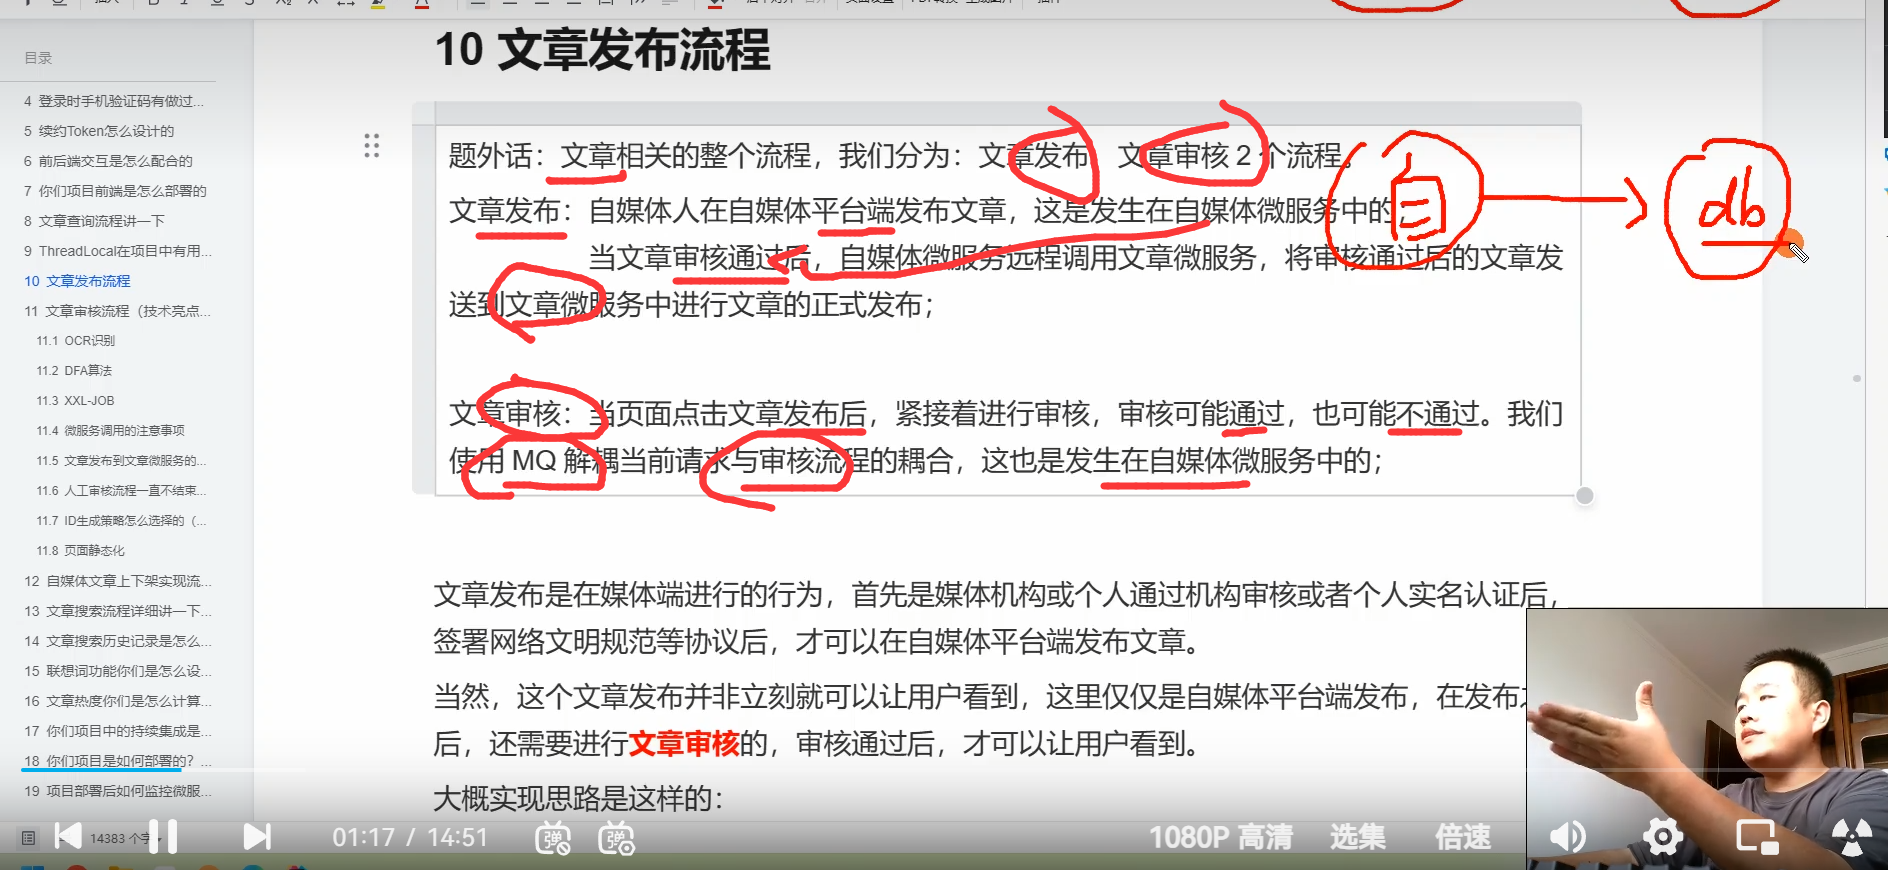 目录
4 登录时手机验证码有做过...
5 续约Token怎么设计的
6 前后端交互是怎么配合的
7 你们项目前端是怎么部署的
8 文章查询流程讲一下
9 ThreadLocal在项目中有用...
10 文章发布流程
11 文章审核流程（技术亮点...
11.1 OCR识别
11.2 DFA算法
11.3 XXL-JOB
11.4 微服务调用的注意事项
11.5 文章发布到文章微服务的...
11.6 人工审核流程一直不结束...
11.7 ID生成策略怎么选择的（...
11.8 页面静态化
12 自媒体文章上下架实现流...
13 文章搜索流程详细讲一下...
14 文章搜索历史记录是怎么...
15 联想词功能你们是怎么设...
16 文章热度你们是怎么计算...
17 你们项目中的持续集成是...
18 你们项目是如何部署的？...
19 项目部署后如何监控微服...
14383 个字
10 文章发布流程
题外话：文章相关的整个流程，我们分为：文章发布、文章审核 2 个流程。
文章发布：自媒体人在自媒体平台端发布文章，这是发生在自媒体微服务中的；
当文章审核通过后，自媒体微服务远程调用文章微服务，将审核通过后的文章发
送到文章微服务中进行文章的正式发布；
文章审核：当页面点击文章发布后，紧接着进行审核，审核可能通过，也可能不通过。我们
使用 MQ 解耦当前请求与审核流程的耦合，这也是发生在自媒体微服务中的；
db
文章发布是在媒体端进行的行为，首先是媒体机构或个人通过机构审核或者个人实名认证后，
签署网络文明规范等协议后，才可以在自媒体平台端发布文章。
当然，这个文章发布并非立刻就可以让用户看到，这里仅仅是自媒体平台端发布，在发布
后，还需要进行文章审核的，审核通过后，才可以让用户看到。
大概实现思路是这样的：
01:17 / 14:51
弹 弹
1080P 高清 选集 倍速